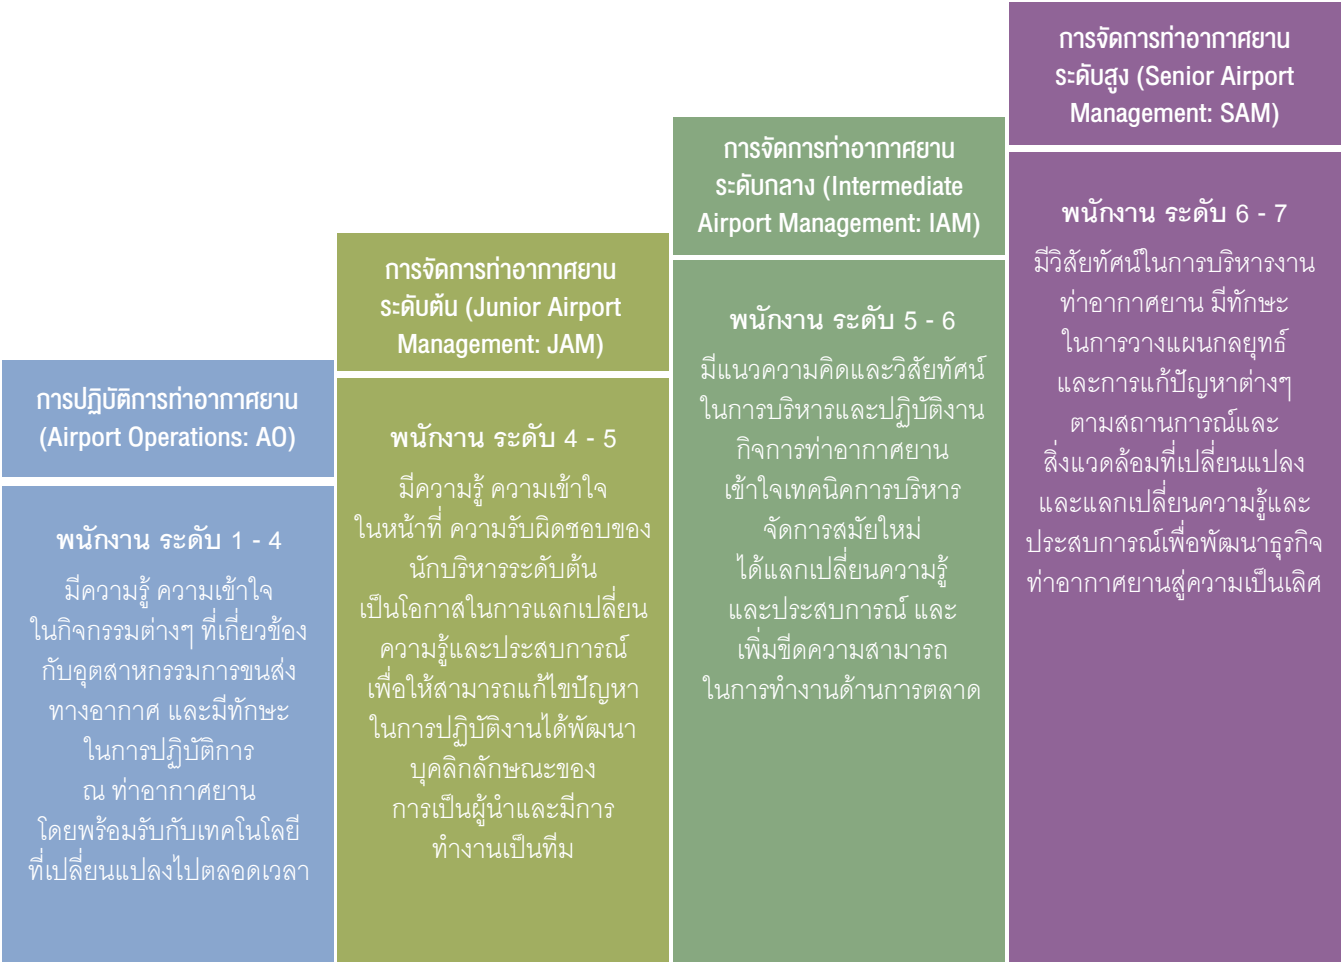 การปฏิบัติการท่าอากาศยาน
(Airport Operations: AO)
พนักงาน ระดับ 1 - 4
มีความรู้ ความเข้าใจ
ในกิจกรรมต่างๆ ที่เกี่ยวข้อง
กับอุตสาหกรรมการขนส่ง
ทางอากาศ และมีทักษะ
ในการปฏิบัติการ
ณ ท่าอากาศยาน
โดยพร้อมรับกับเทคโนโลยี
ที่เปลี่ยนแปลงไปตลอดเวลา
การจัดการท่าอากาศยาน
ระดับต้น (Junior Airport
Management: JAM)
พนักงาน ระดับ 4 - 5
มีความรู้ ความเข้าใจ
ในหน้าที่ ความรับผิดชอบของ
นักบริหารระดับต้น
เป็นโอกาสในการแลกเปลี่ยน
ความรู้และประสบการณ์
เพื่อให้สามารถแก้ไขปัญหา
ในการปฏิบัติงานได้พัฒนา
บุคลิกลักษณะของ
การเป็นผู้นำและมีการ
ทำงานเป็นทีม
การจัดการท่าอากาศยาน
ระดับกลาง (Intermediate
Airport Management: IAM)
พนักงาน ระดับ 5 - 6
มีแนวความคิดและวิสัยทัศน์
ในการบริหารและปฏิบัติงาน
กิจการท่าอากาศยาน
เข้าใจเทคนิคการบริหาร
จัดการสมัยใหม่
ได้แลกเปลี่ยนความรู้
และประสบการณ์ และ
เพิ่มขีดความสามารถ
ในการทำงานด้านการตลาด
การจัดการท่าอากาศยาน
ระดับสูง (Senior Airport
Management: SAM)
พนักงาน ระดับ 6 - 7
มีวิสัยทัศน์ในการบริหารงาน
ท่าอากาศยาน มีทักษะ
ในการวางแผนกลยุทธ์
และการแก้ปัญหาต่างๆ
ตามสถานการณ์และ
สิ่งแวดล้อมที่เปลี่ยนแปลง
และแลกเปลี่ยนความรู้และ
ประสบการณ์เพื่อพัฒนาธุรกิจ
ท่าอากาศยานสู่ความเป็นเลิศ